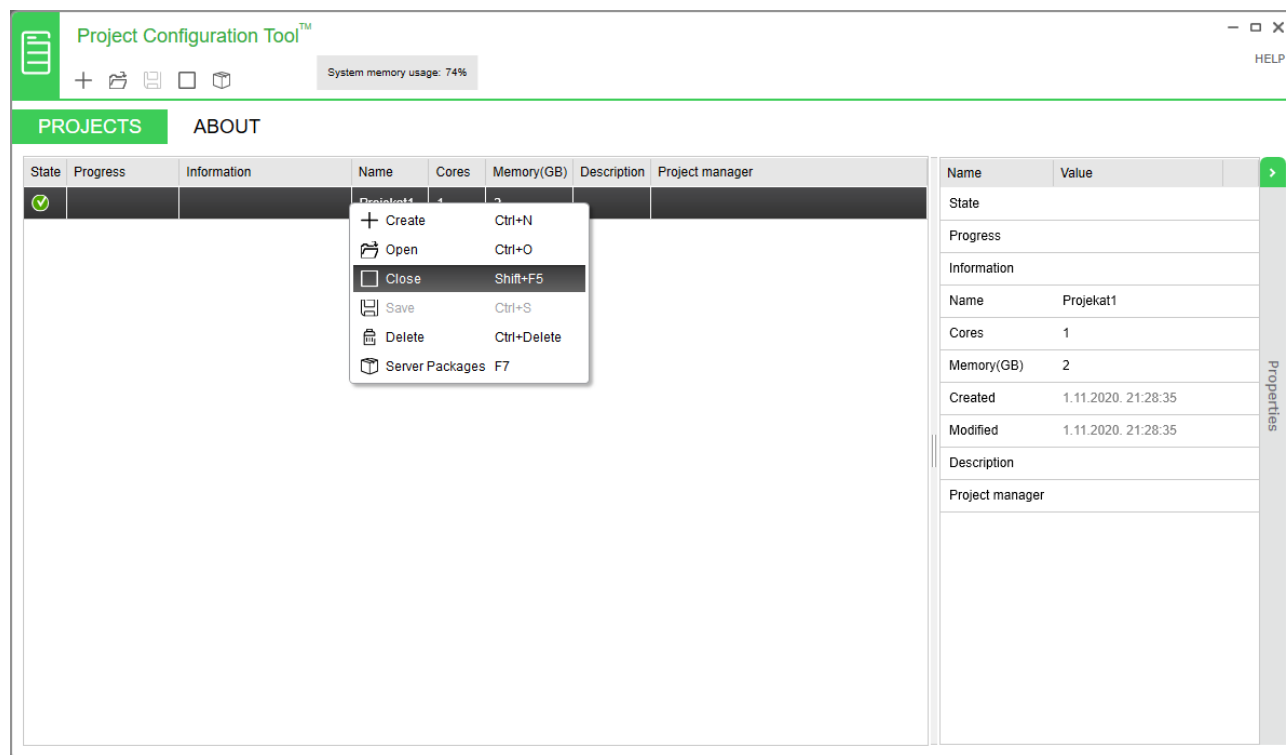 Project Configuration Tool™
HELP
System memory usage: 74%
PROJECTS ABOUT
State Progress Information Name Cores Memory(GB) Description Project manager
Projekat1 1 2
Create Ctrl+N
Open Ctrl+O
Close Shift+F5
Save Ctrl+S
Delete Ctrl+Delete
Server Packages F7
Name Value
State
Progress
Information
Name Projekat1
Cores 1
Memory(GB) 2
Created 1.11.2020. 21:28:35
Modified 1.11.2020. 21:28:35
Description
Project manager
Properties